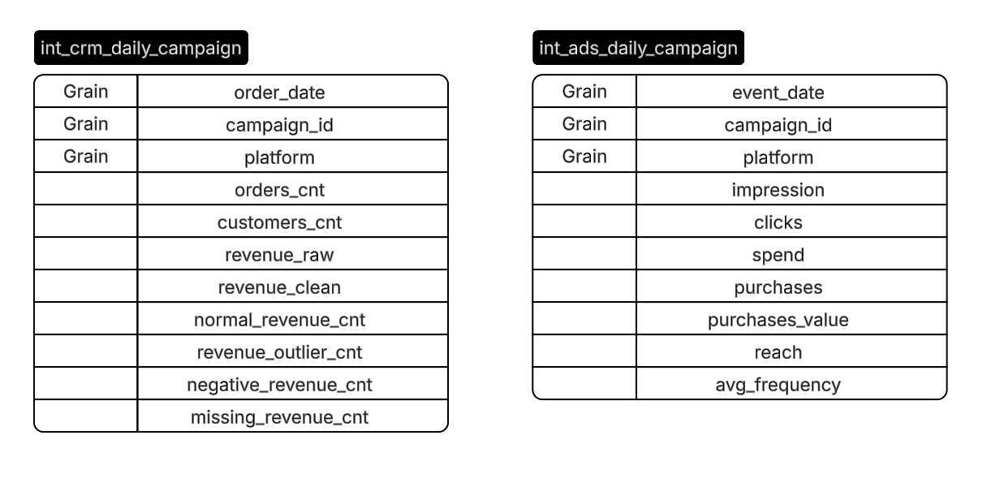 int_crm_daily_campaign
Grain order_date
Grain campaign_id
Grain platform
orders_cnt
customers_cnt
revenue_raw
revenue_clean
normal_revenue_cnt
revenue_outlier_cnt
negative_revenue_cnt
missing_revenue_cnt
int_ads_daily_campaign
Grain event_date
Grain campaign_id
Grain platform
impression
clicks
spend
purchases
purchases_value
reach
avg_frequency